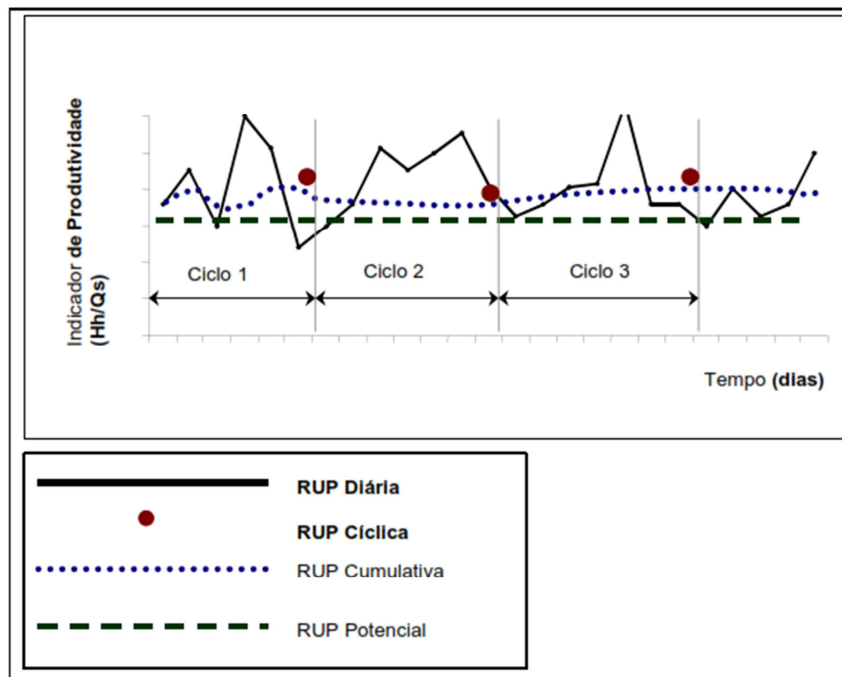 Indicador de Produtividade
(Hh/Qs)
Ciclo 1
Ciclo 2
Ciclo 3
Tempo (dias)
RUP Diária
RUP Cíclica
RUP Cumulativa
RUP Potencial